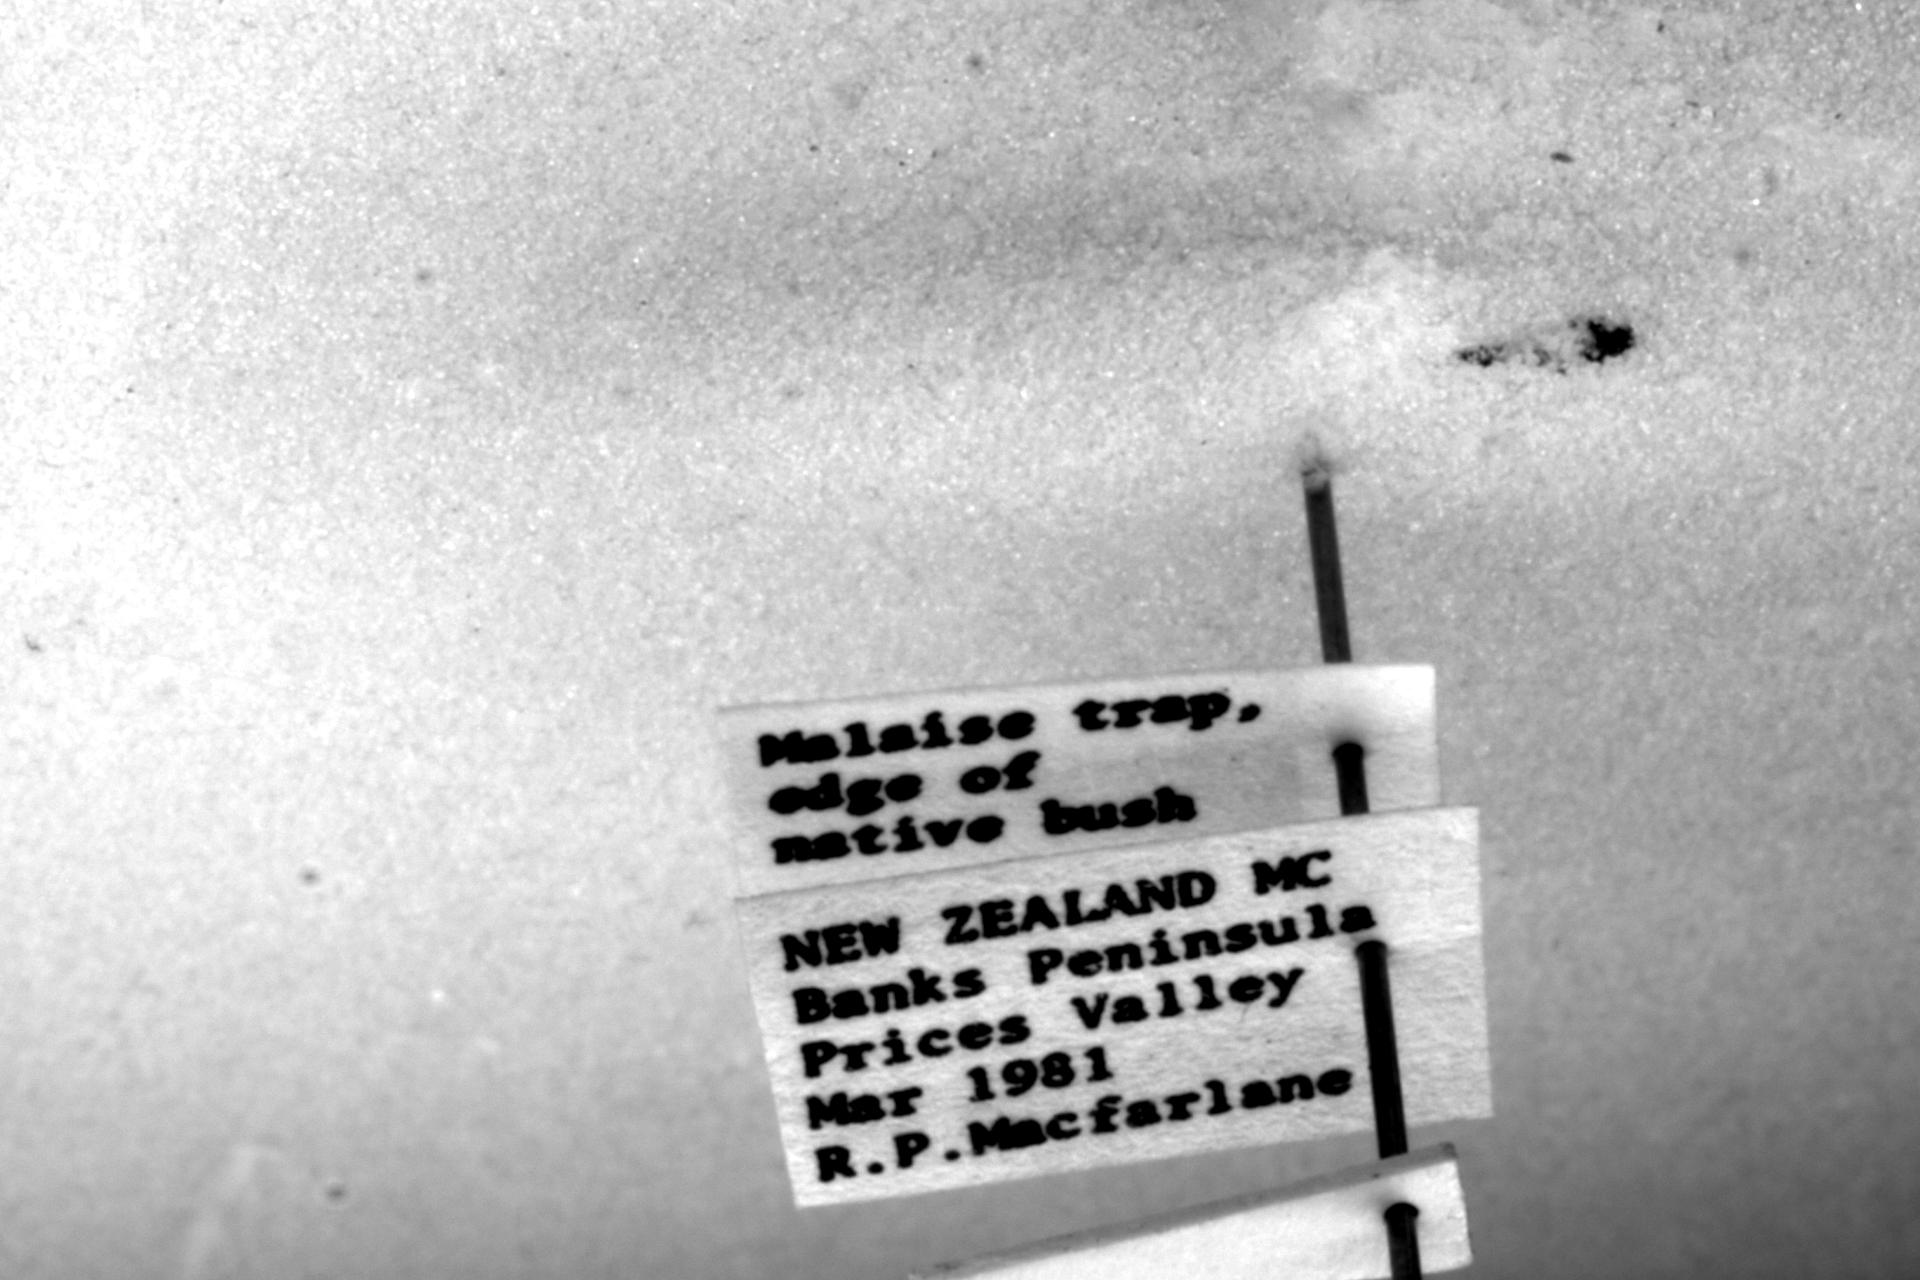 Malaise trap,
edge of
native bush
NEW ZEALAND MC
Banks Peninsula
Prices Valley
Mar 1981
R.P.Macfarlane